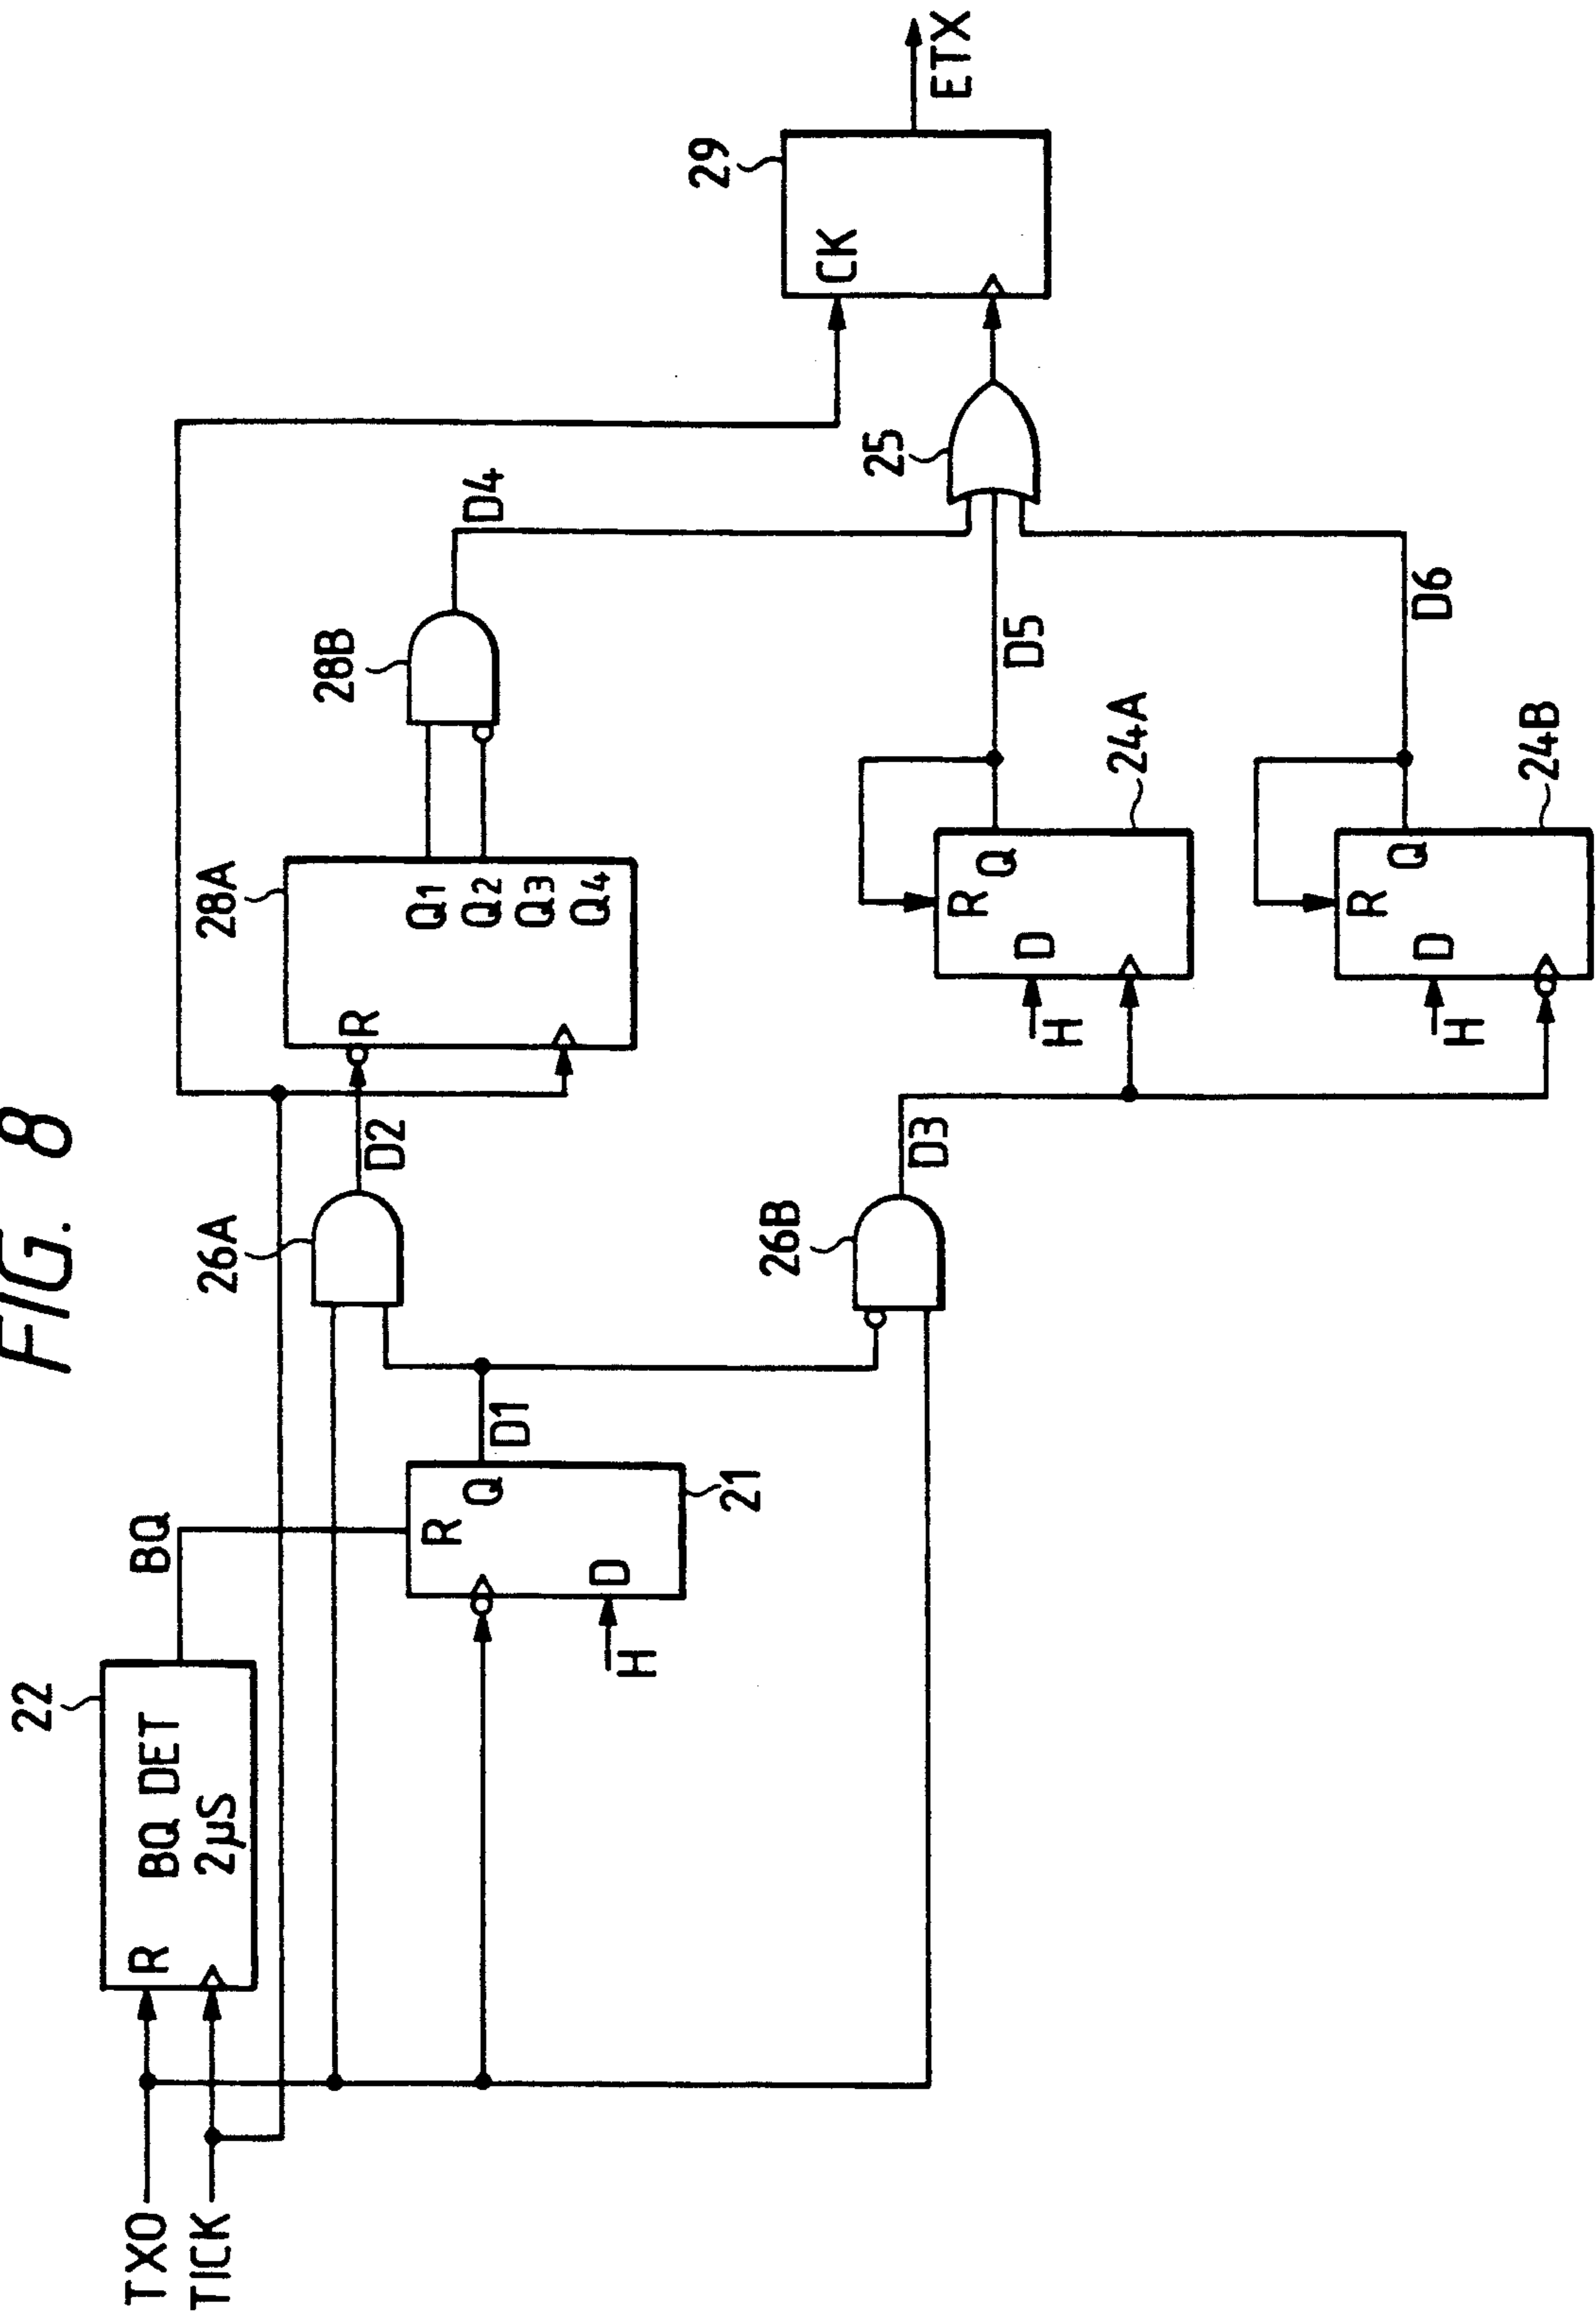 FIG. 8
TXO
TICK
22
R
BQ DET
2µS
BQ
R
Q
D
H
21
D1
26A
D2
26B
D3
28A
R
Q1
Q2
Q3
Q4
28B
D4
H
D
R
Q
24A
D5
H
D
R
Q
24B
D6
25
29
CK
ETX